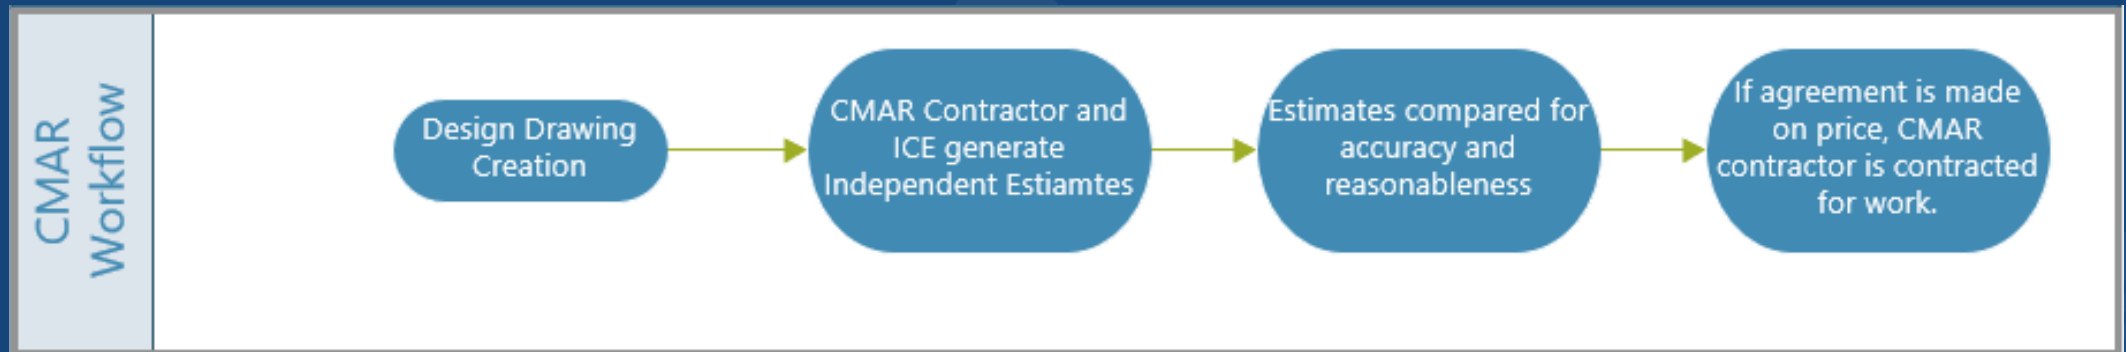 CMAR
Workflow
Design Drawing
Creation
CMAR Contractor and
ICE generate
Independent Estiamtes
Estimates compared for
accuracy and
reasonableness
If agreement is made
on price, CMAR
contractor is contracted
for work.